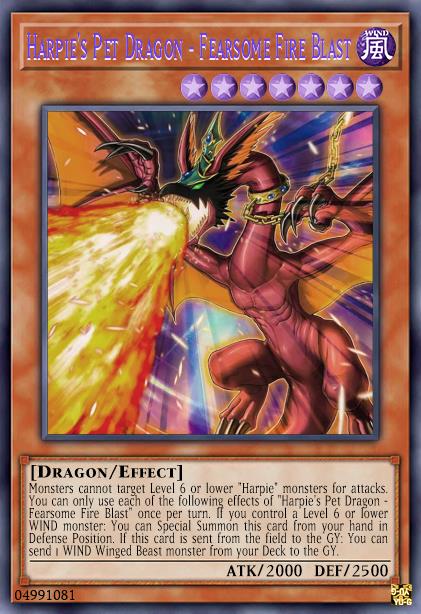 Harpie's Pet Dragon - Fearsome Fire Blast
WIND
風
[Dragon/Effect]
Monsters cannot target Level 6 or lower "Harpie" monsters for attacks.
You can only use each of the following effects of "Harpie's Pet Dragon -
Fearsome Fire Blast" once per turn. If you control a Level 6 or lower
WIND monster: You can Special Summon this card from your hand in
Defense Position. If this card is sent from the field to the GY: You can
send 1 WIND Winged Beast monster from your Deck to the GY.
ATK/2000 DEF/2500
04991081